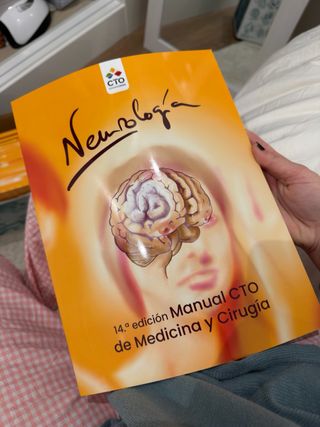 CTO
Neurología
14.ª edición Manual CTO
de Medicina y Cirugía